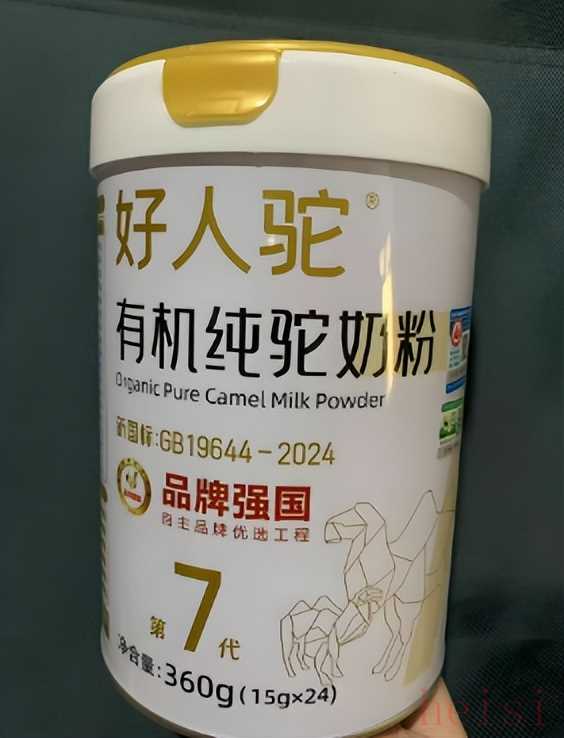 好人驼®
有机纯驼奶粉
Organic Pure Camel Milk Powder
新国标:GB19644-2024
品牌强国
自主品牌优选工程
第7代
净含量:360g(15g×24)
heisi